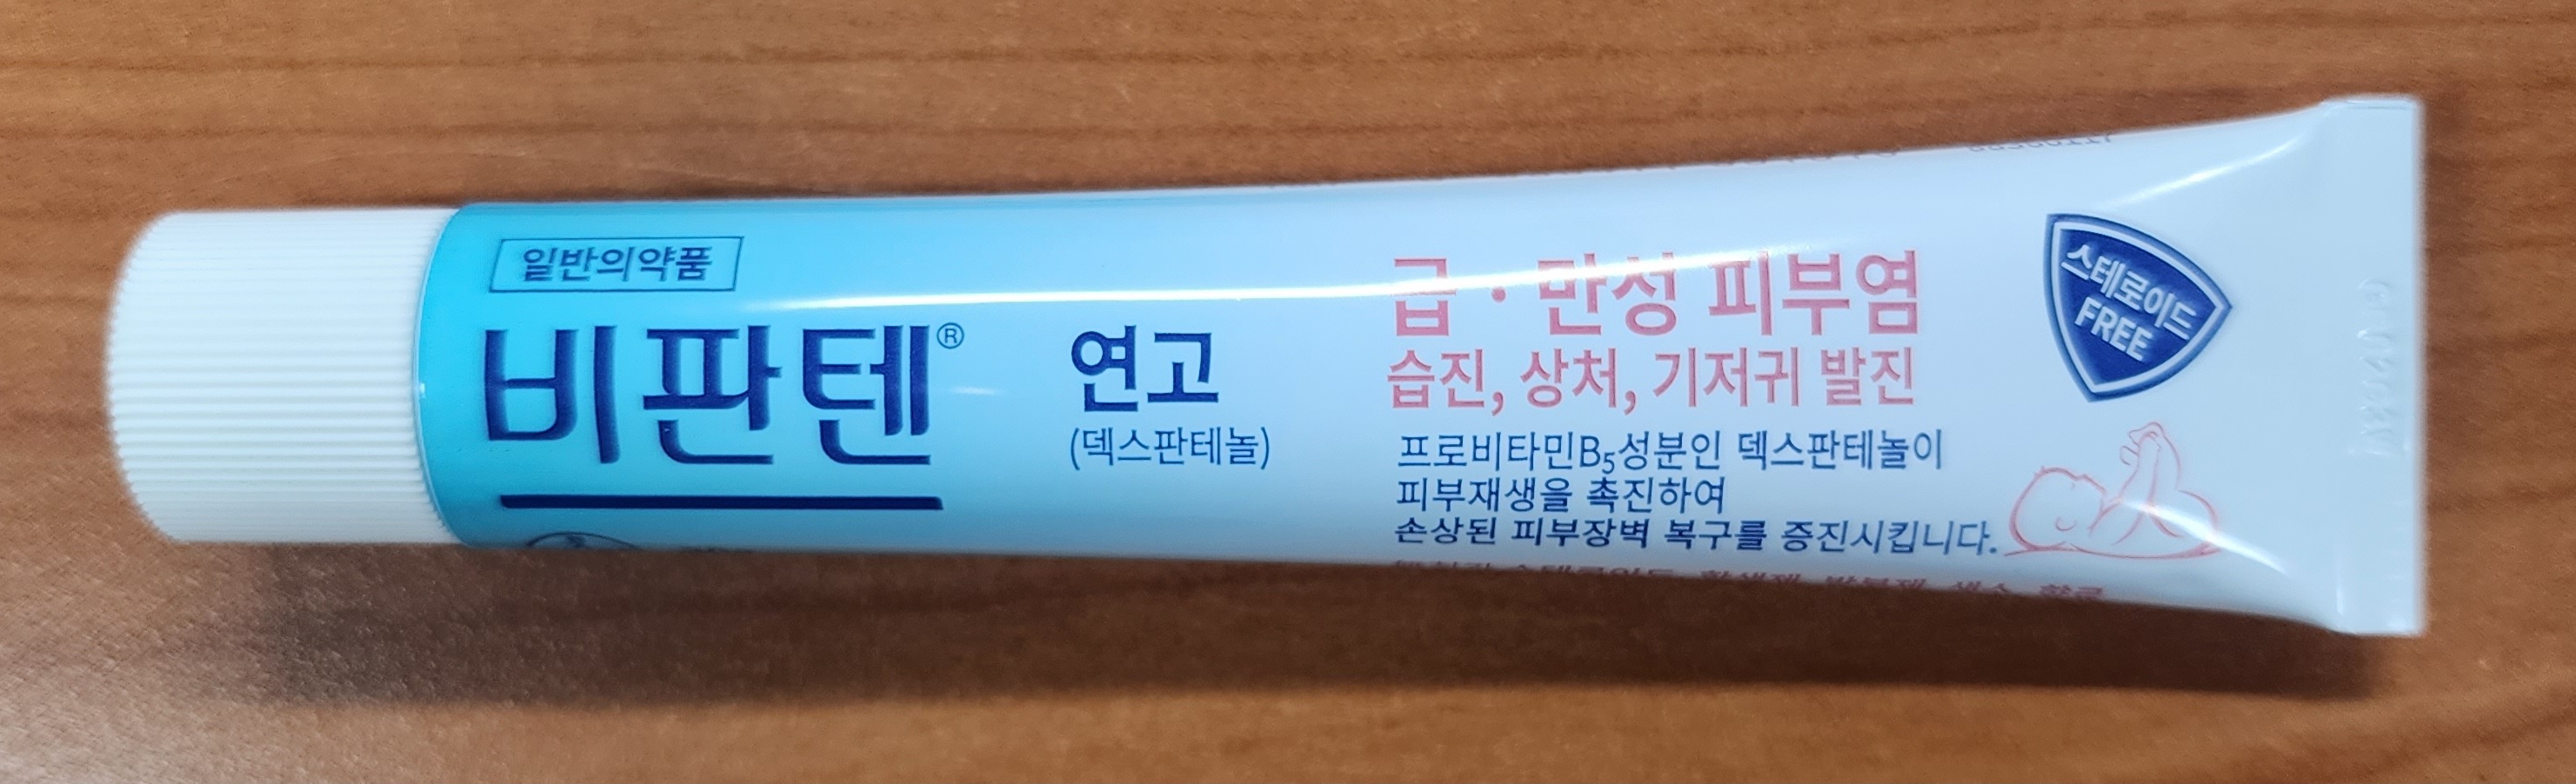 일반의약품
비판텐®
연고
(덱스판테놀)
급·만성 피부염
습진, 상처, 기저귀 발진
프로비타민B₅성분인 덱스판테놀이
피부재생을 촉진하여
손상된 피부장벽 복구를 증진시킵니다.
스테로이드
FREE